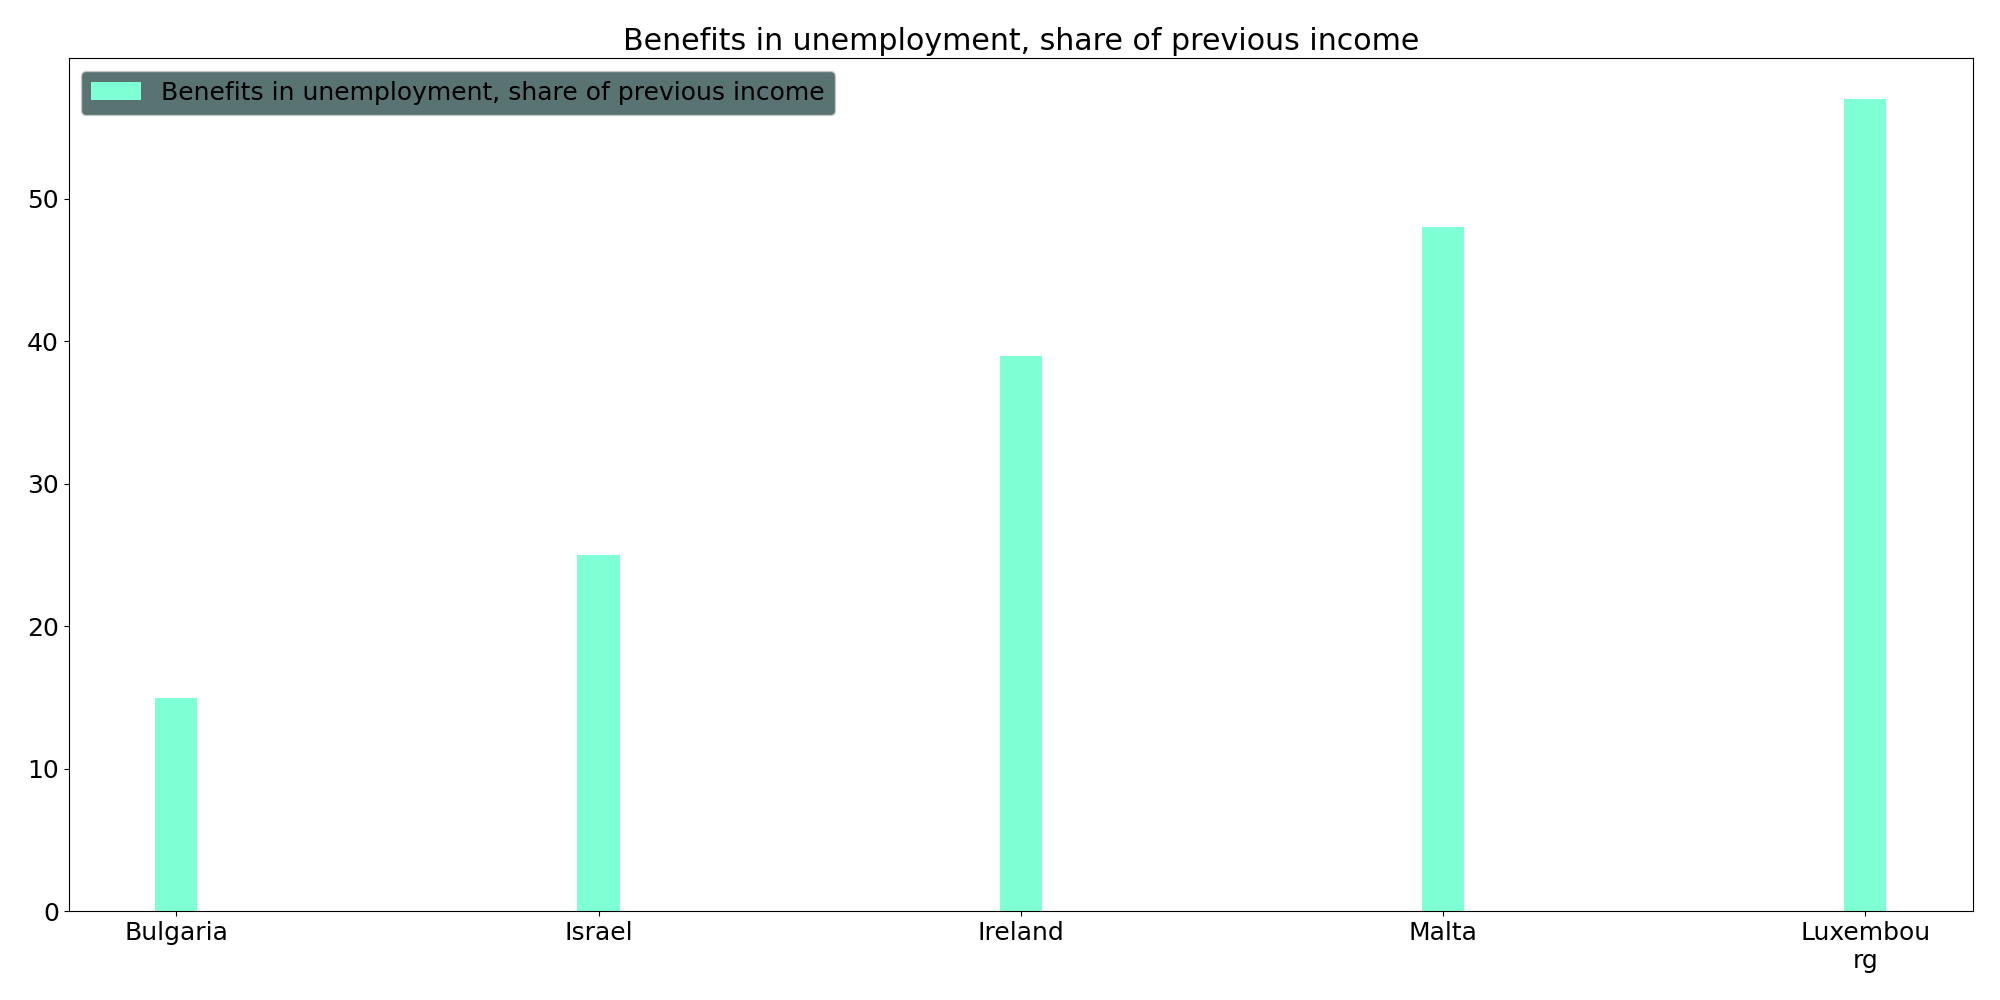 Benefits in unemployment, share of previous income
Benefits in unemployment, share of previous income
50
40
30
20
10
0
Bulgaria Israel Ireland Malta Luxembou
rg